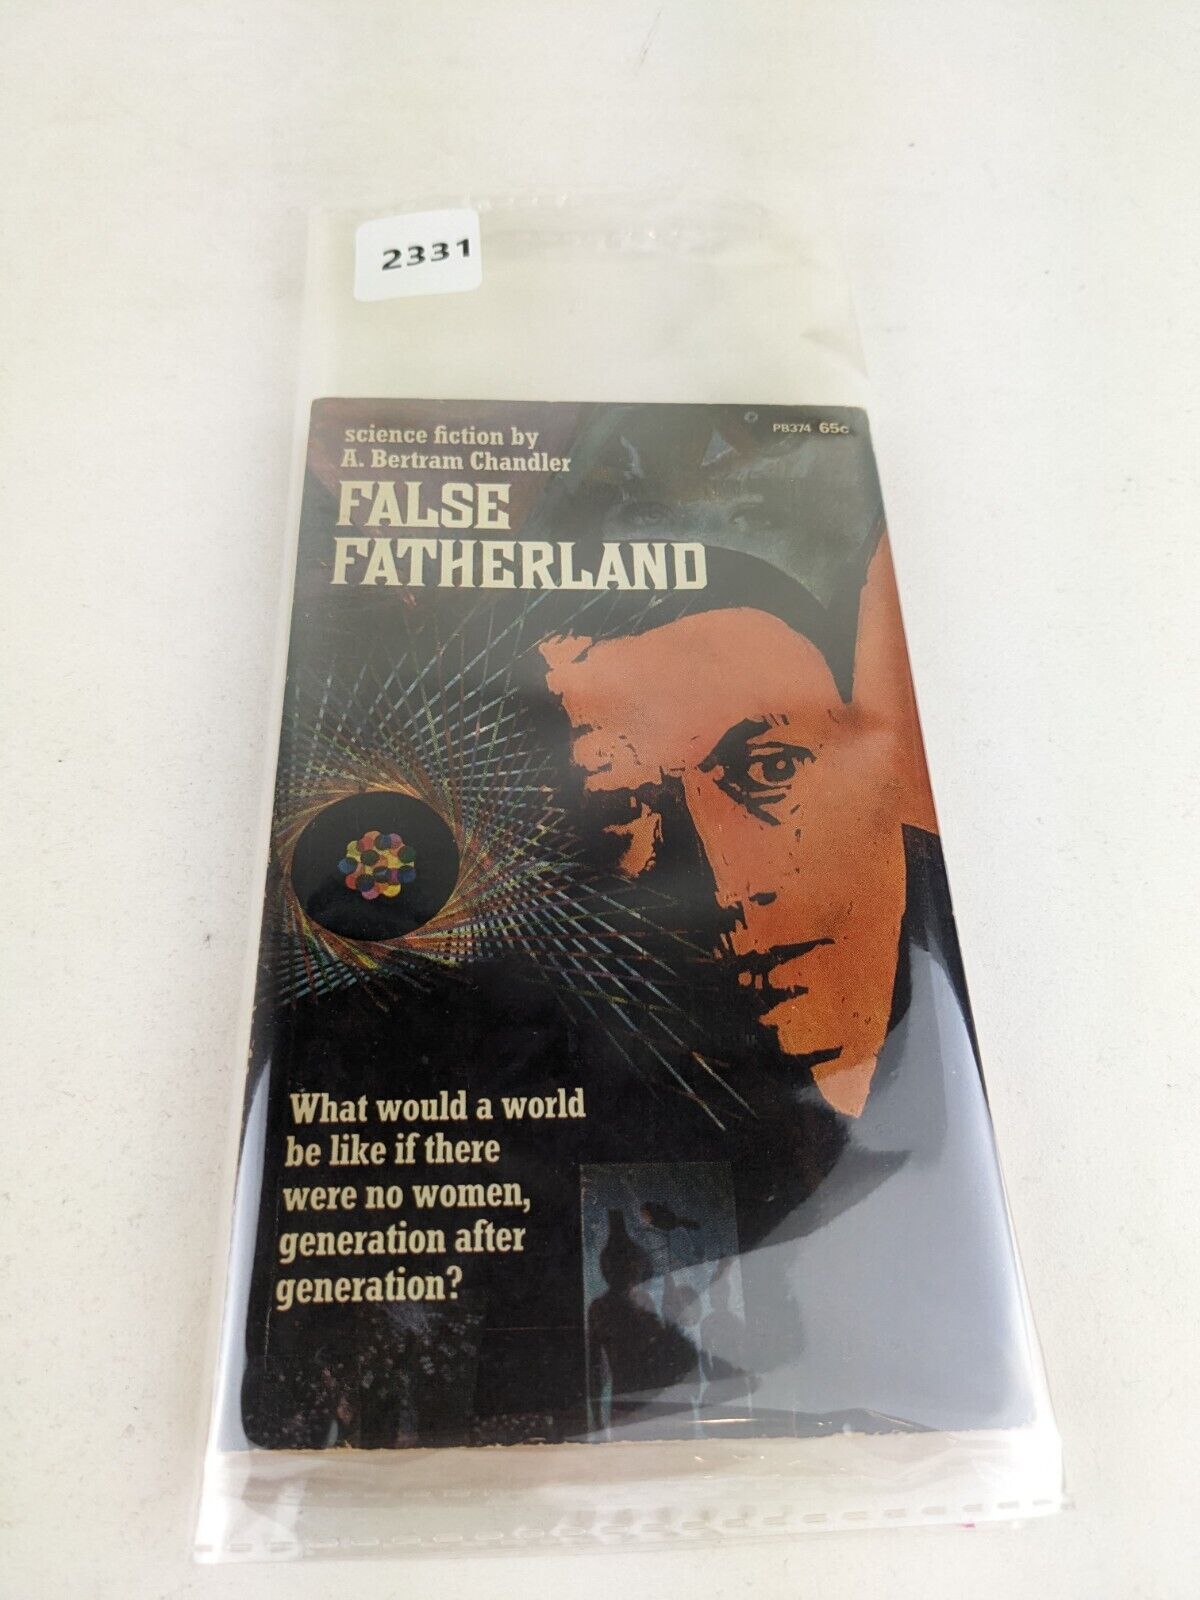 2331
PB374 65c
science fiction by
A. Bertram Chandler
FALSE
FATHERLAND
What would a world
be like if there
were no women,
generation after
generation?